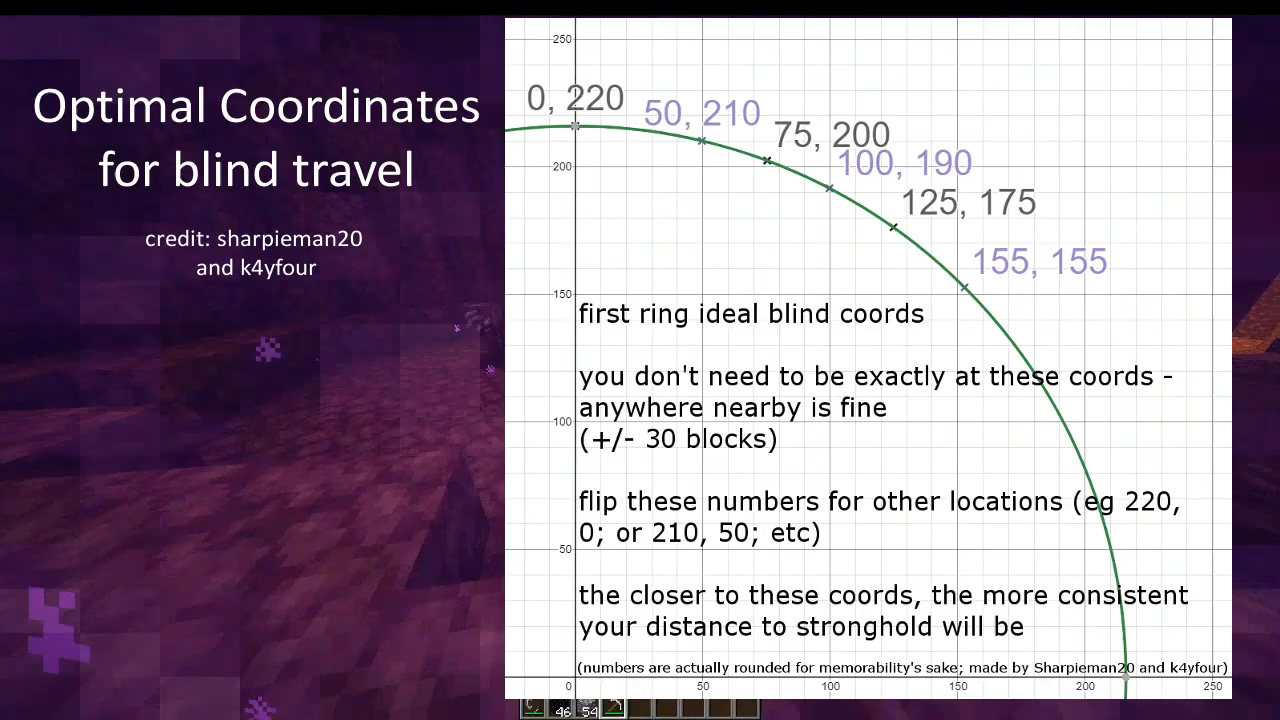 Optimal Coordinates
for blind travel
credit: sharpieman20
and k4yfour
250
200
150
100
50
0
50
100
150
200
250
0, 220
50, 210
75, 200
100, 190
125, 175
155, 155
first ring ideal blind coords
you don't need to be exactly at these coords -
anywhere nearby is fine
(+/- 30 blocks)
flip these numbers for other locations (eg 220,
0; or 210, 50; etc)
the closer to these coords, the more consistent
your distance to stronghold will be
(numbers are actually rounded for memorability's sake; made by Sharpieman20 and k4yfour)
46
54